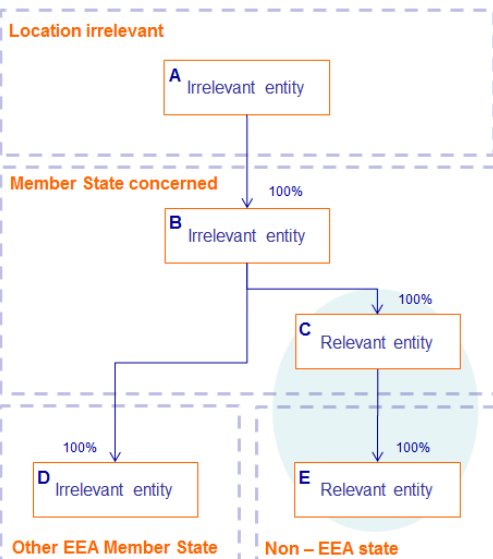 Location irrelevant
A
Irrelevant entity
100%
Member State concerned
B
Irrelevant entity
100%
C
Relevant entity
100%
100%
D
Irrelevant entity
E
Relevant entity
Other EEA Member State
Non – EEA state